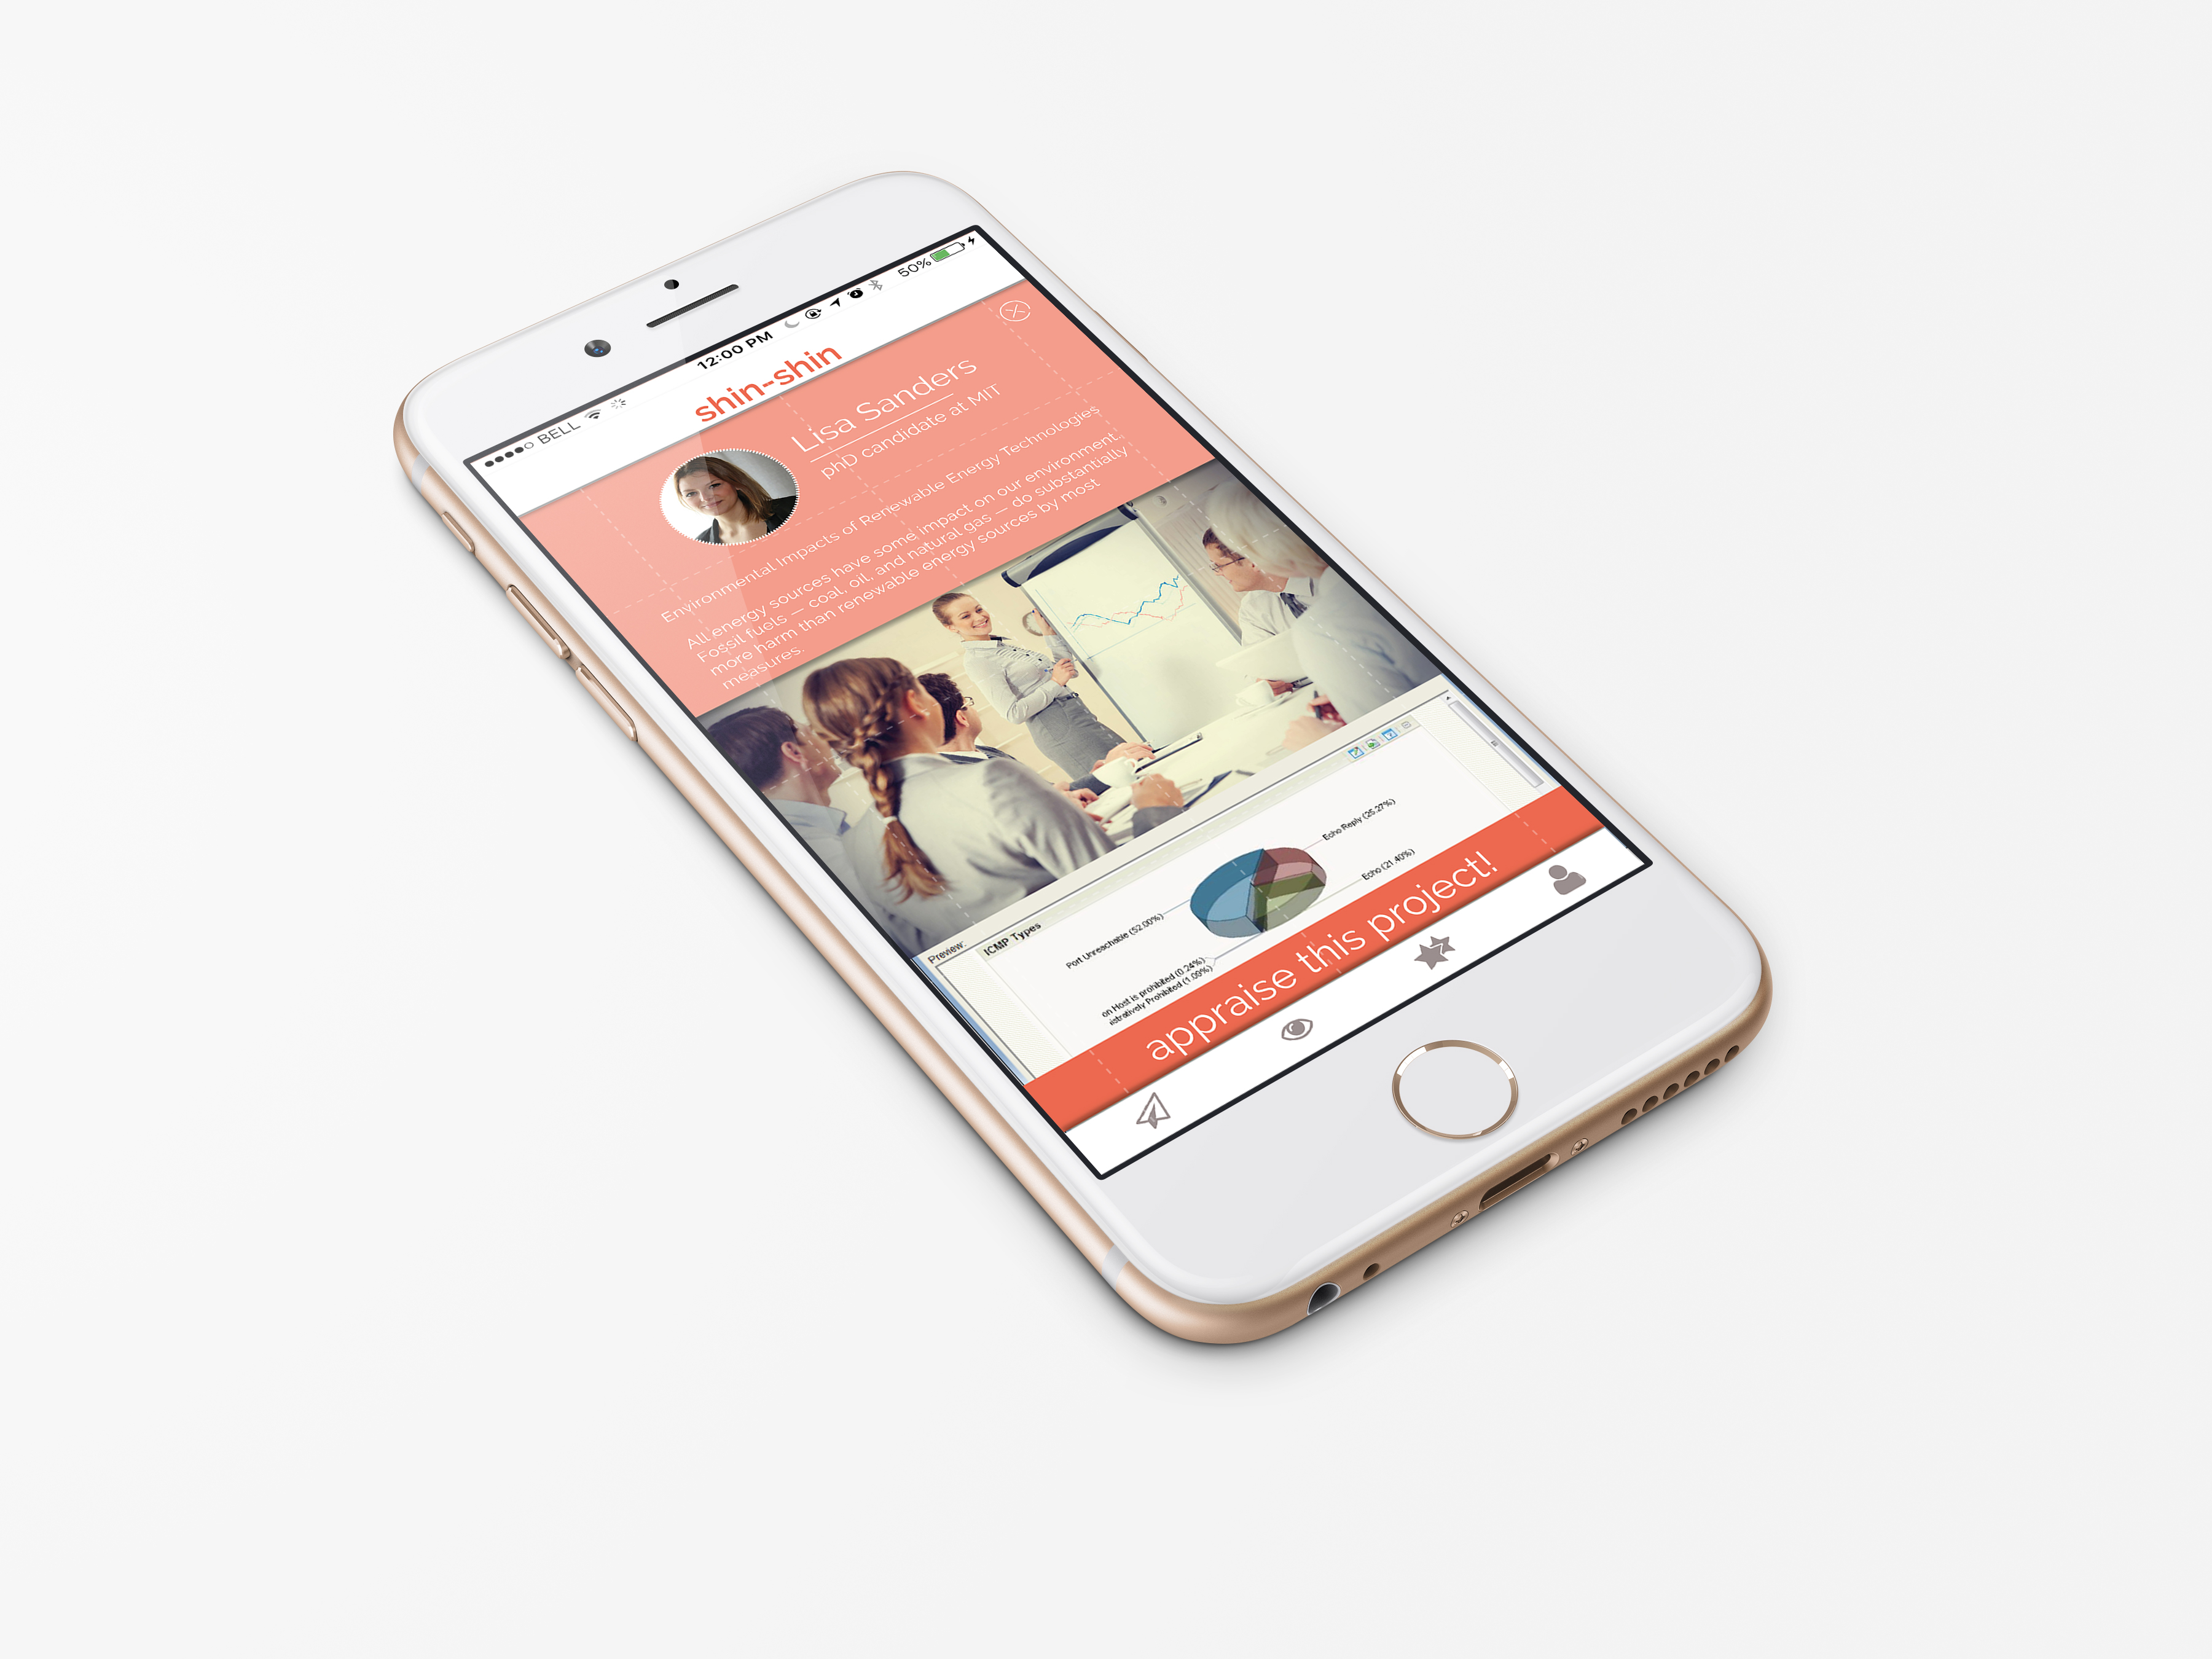 BELL
12:00 PM
50%
shin-shin
Lisa Sanders
phD candidate at MIT
Environmental Impacts of Renewable Energy Technologies
All energy sources have some impact on our environment.
Fossil fuels — coal, oil, and natural gas — do substantially
more harm than renewable energy sources by most
measures.
Preview:
ICMP Types
Echo Reply (25.27%)
Echo (21.40%)
Port Unreachable (52.00%)
on Host is prohibited (0.24%)
istratively Prohibited (1.09%)
appraise this project!